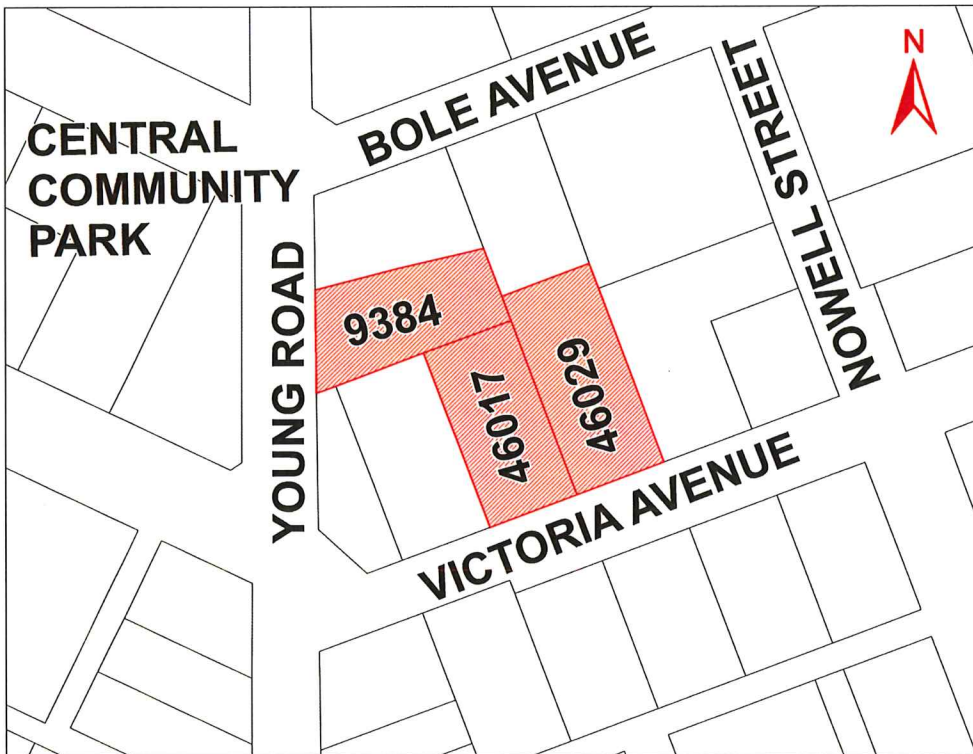 N
BOLE AVENUE
NOWELL STREET
CENTRAL
COMMUNITY
PARK
YOUNG ROAD
9384
46017
46029
VICTORIA AVENUE